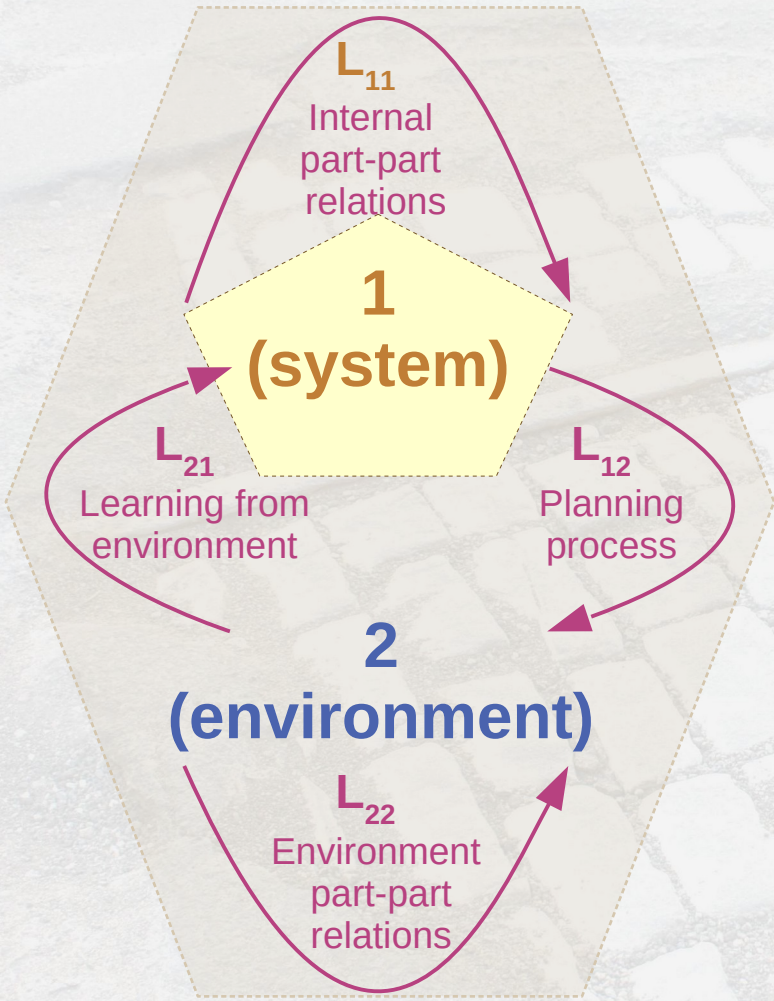 L11
Internal
part-part
relations
1
(system)
L21
Learning from
environment
L12
Planning
process
2
(environment)
L22
Environment
part-part
relations